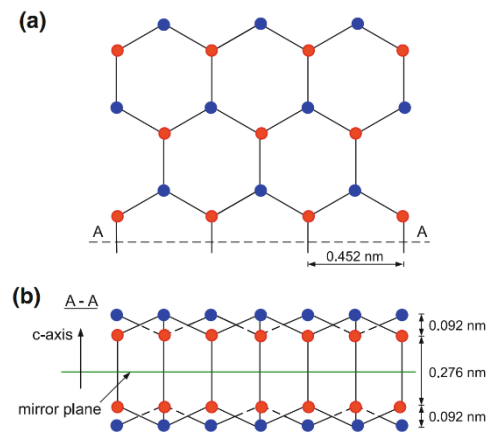 (a)
A
A
0.452 nm
(b)
A - A
c-axis
mirror plane
0.092 nm
0.276 nm
0.092 nm